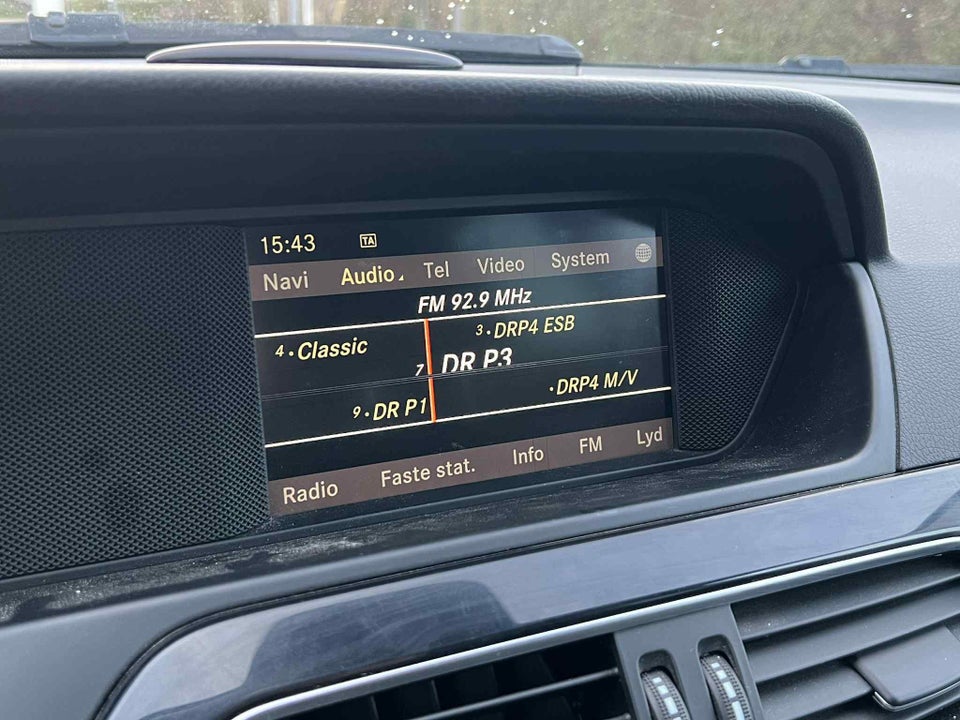 15:43 TA
Navi Audio Tel Video System
FM 92.9 MHz
3 • DRP4 ESB
4 • Classic
7 DR P3
• DRP4 M/V
9 • DR P1
Radio Faste stat. Info FM Lyd